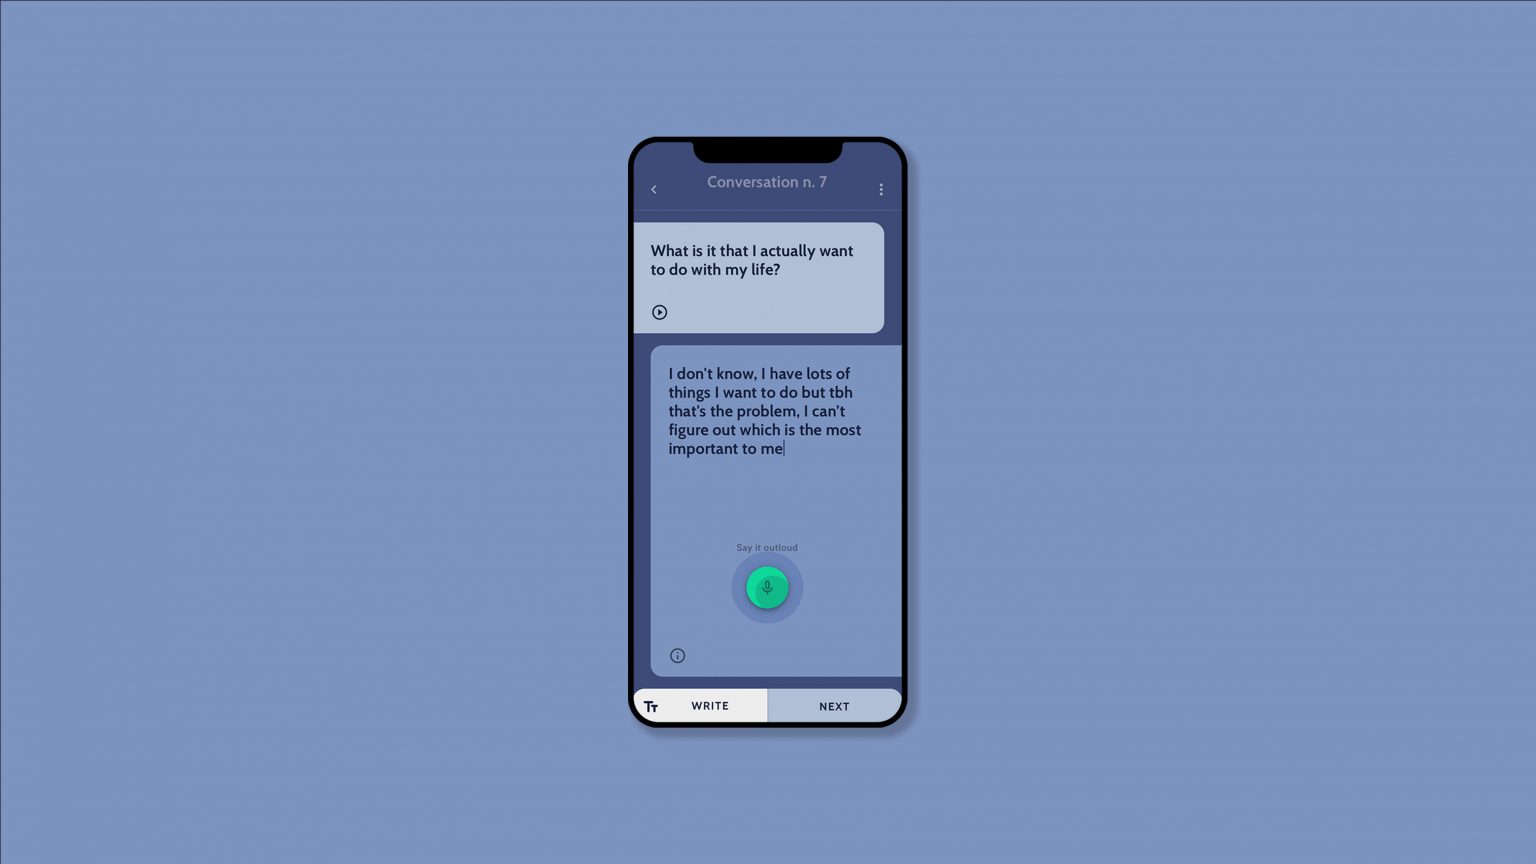 Conversation n. 7
What is it that I actually want
to do with my life?
I don't know, I have lots of
things I want to do but tbh
that's the problem, I can't
figure out which is the most
important to me
Say it outloud
Tт WRITE
NEXT